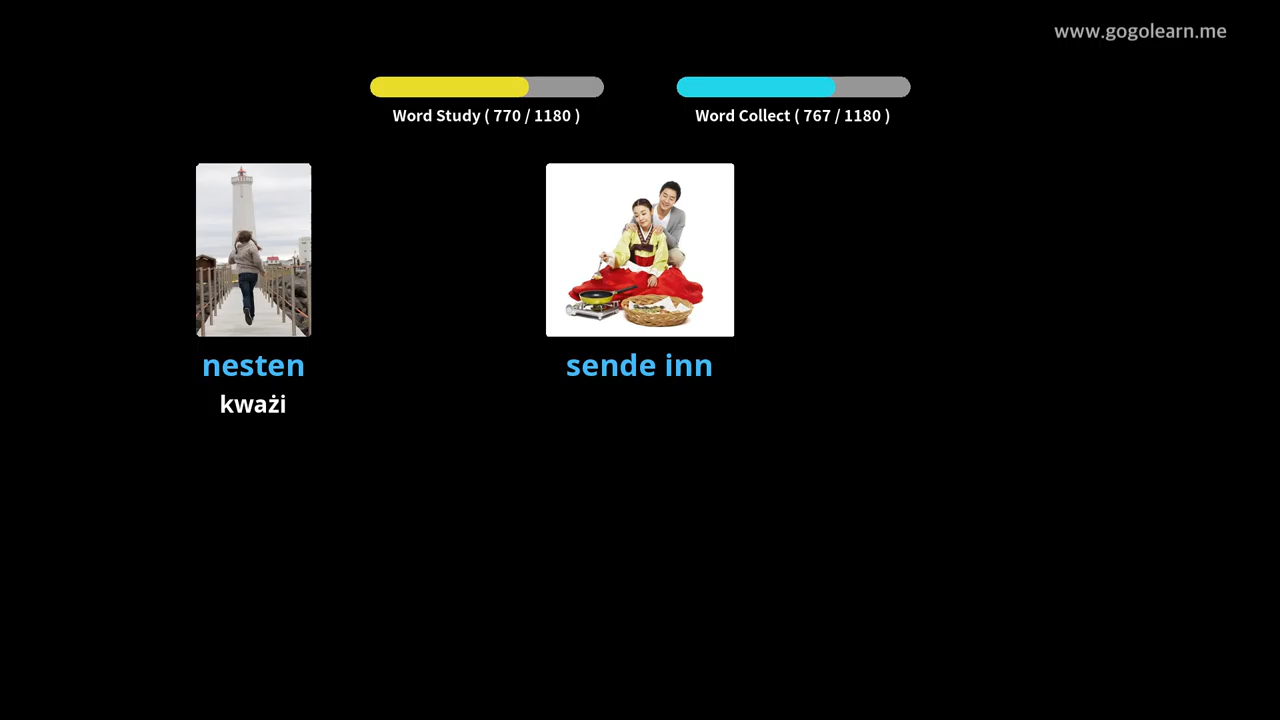 www.gogolearn.me
Word Study ( 770 / 1180 )
Word Collect ( 767 / 1180 )
nesten
sende inn
kważi